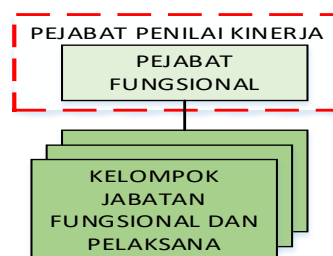 PEJABAT PENILAI KINERJA
PEJABAT
FUNGSIONAL
KELOMPOK
JABATAN
FUNGSIONAL DAN
PELAKSANA